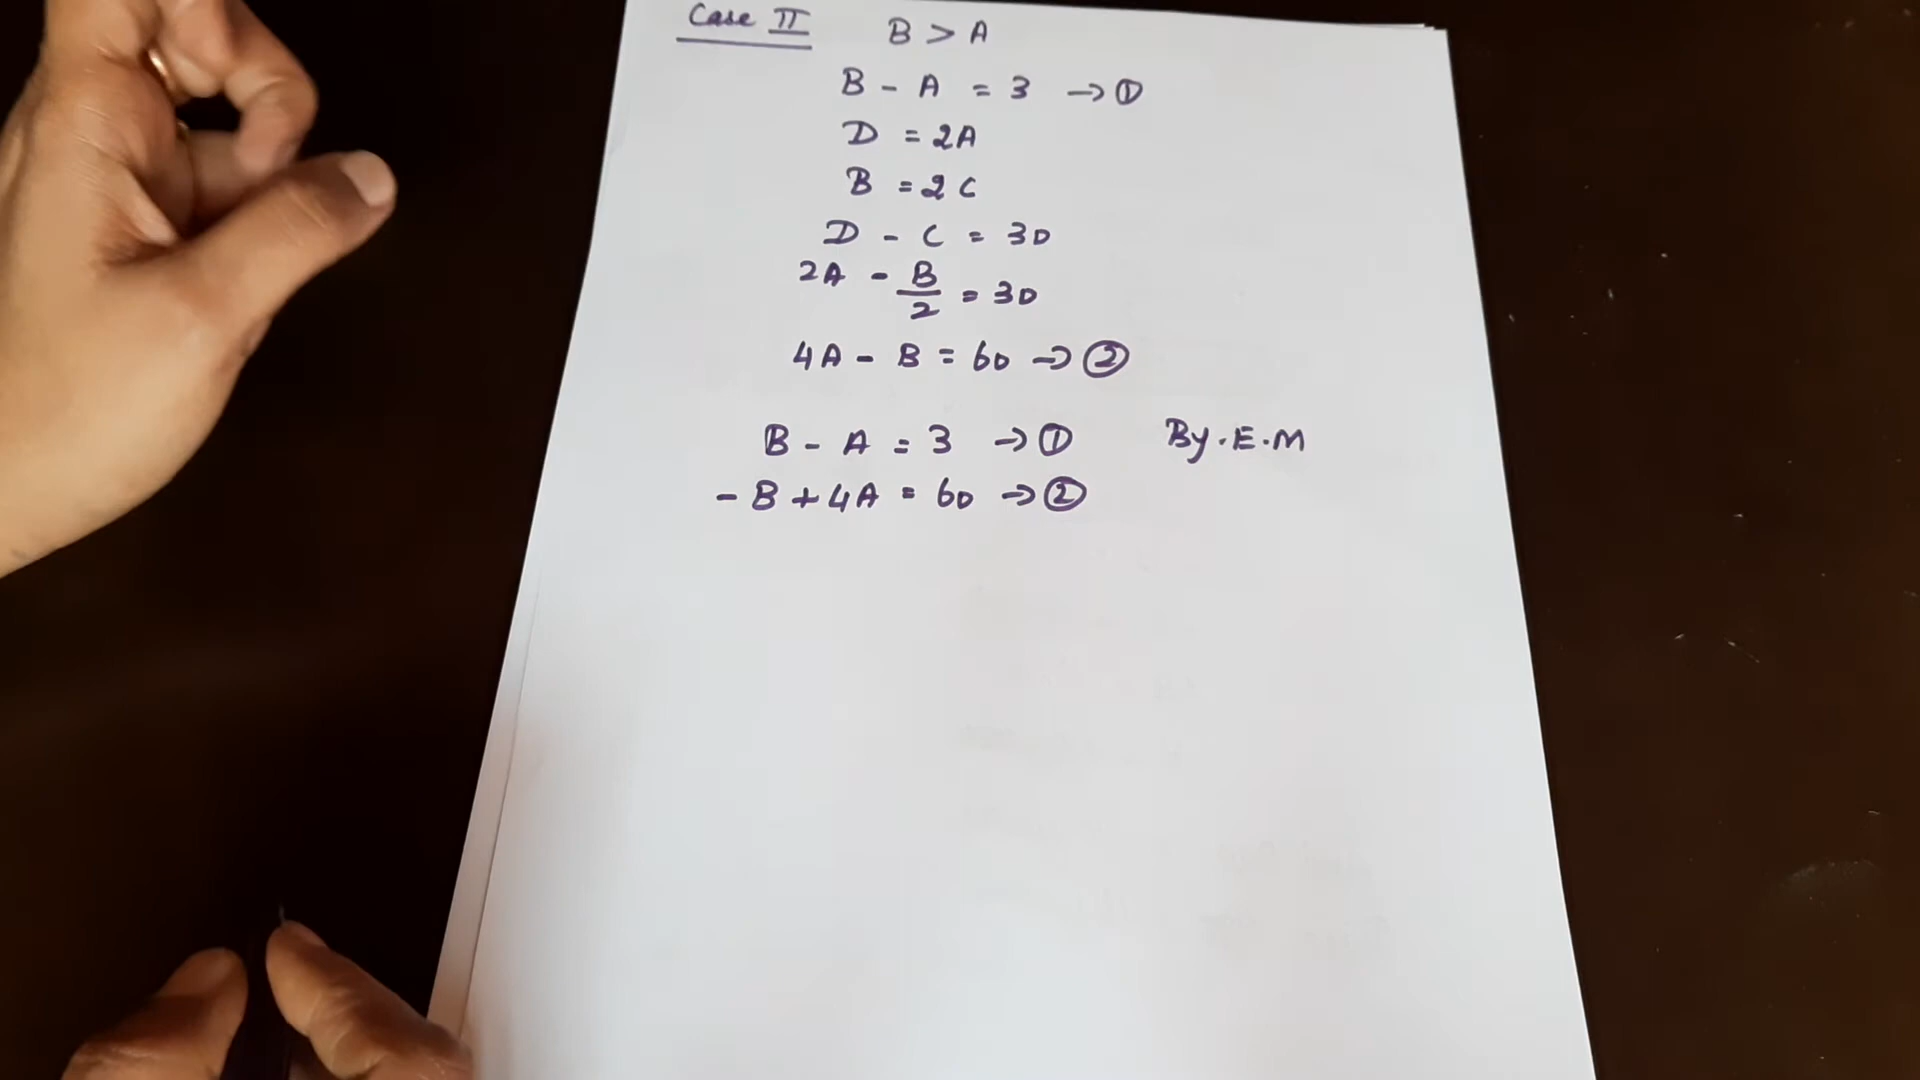 Case II B > A
B - A = 3 → ①
D = 2A
B = 2C
D - C = 30
2A - B/2 = 30
4A - B = 60 → ②
B - A = 3 → ① By. E. M
- B + 4A = 60 → ②